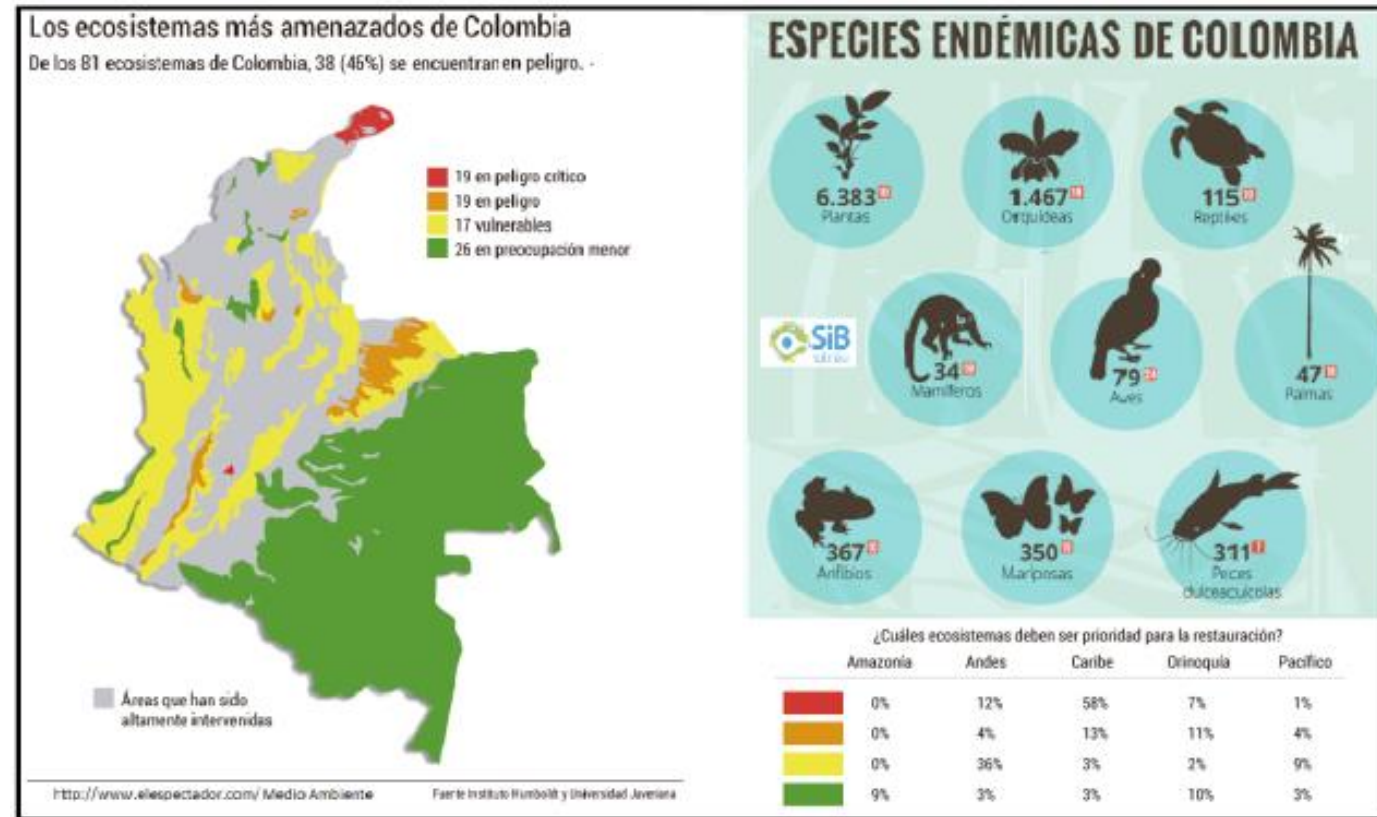 Los ecosistemas más amenazados de Colombia
De los 81 ecosistemas de Colombia, 38 (45%) se encuentran en peligro. -
19 en peligro crítico
19 en peligro
17 vulnerables
26 en preocupación menor
Áreas que han sido
altamente intervenidas
http://www.elespectador.com/ Medio Ambiente
Fuente Instituto Humboldt y Universidad Javeriana
ESPECIES ENDÉMICAS DE COLOMBIA
6.383
Plantas
1.467
Orquídeas
115
Reptiles
SiB
34
Mamíferos
79
Aves
47
Palmas
367
Anfibios
350
Mariposas
311
Peces
dulceacuícolas
¿Cuáles ecosistemas deben ser prioridad para la restauración?
Amazonía Andes Caribe Orinoquía Pacífico
0% 12% 58% 7% 1%
0% 4% 13% 11% 4%
0% 36% 3% 2% 9%
9% 3% 3% 10% 3%